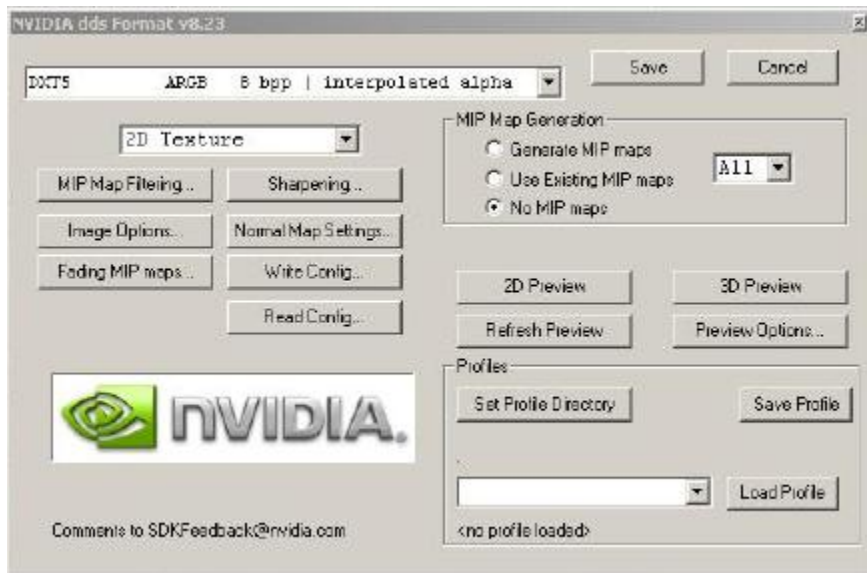 NVIDIA dds Format v8.23
DXT5 ARGB 8 bpp | interpolated alpha
Save
Cancel
2D Texture
MIP Map Generation
Generate MIP maps
Use Existing MIP maps
No MIP maps
All
MIP Map Filtering...
Sharpening...
Image Options...
Normal Map Settings...
Fading MIP maps...
Write Config...
Read Config...
2D Preview
3D Preview
Refresh Preview
Preview Options...
Profiles
Set Profile Directory
Save Profile
Load Profile
<no profile loaded>
NVIDIA.
Comments to SDKFeedback@nvidia.com